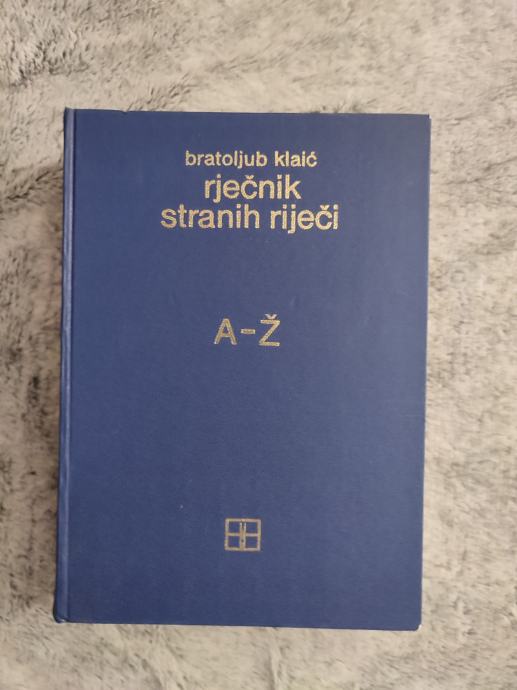 bratoljub klaić
rječnik
stranih riječi
A-Ž